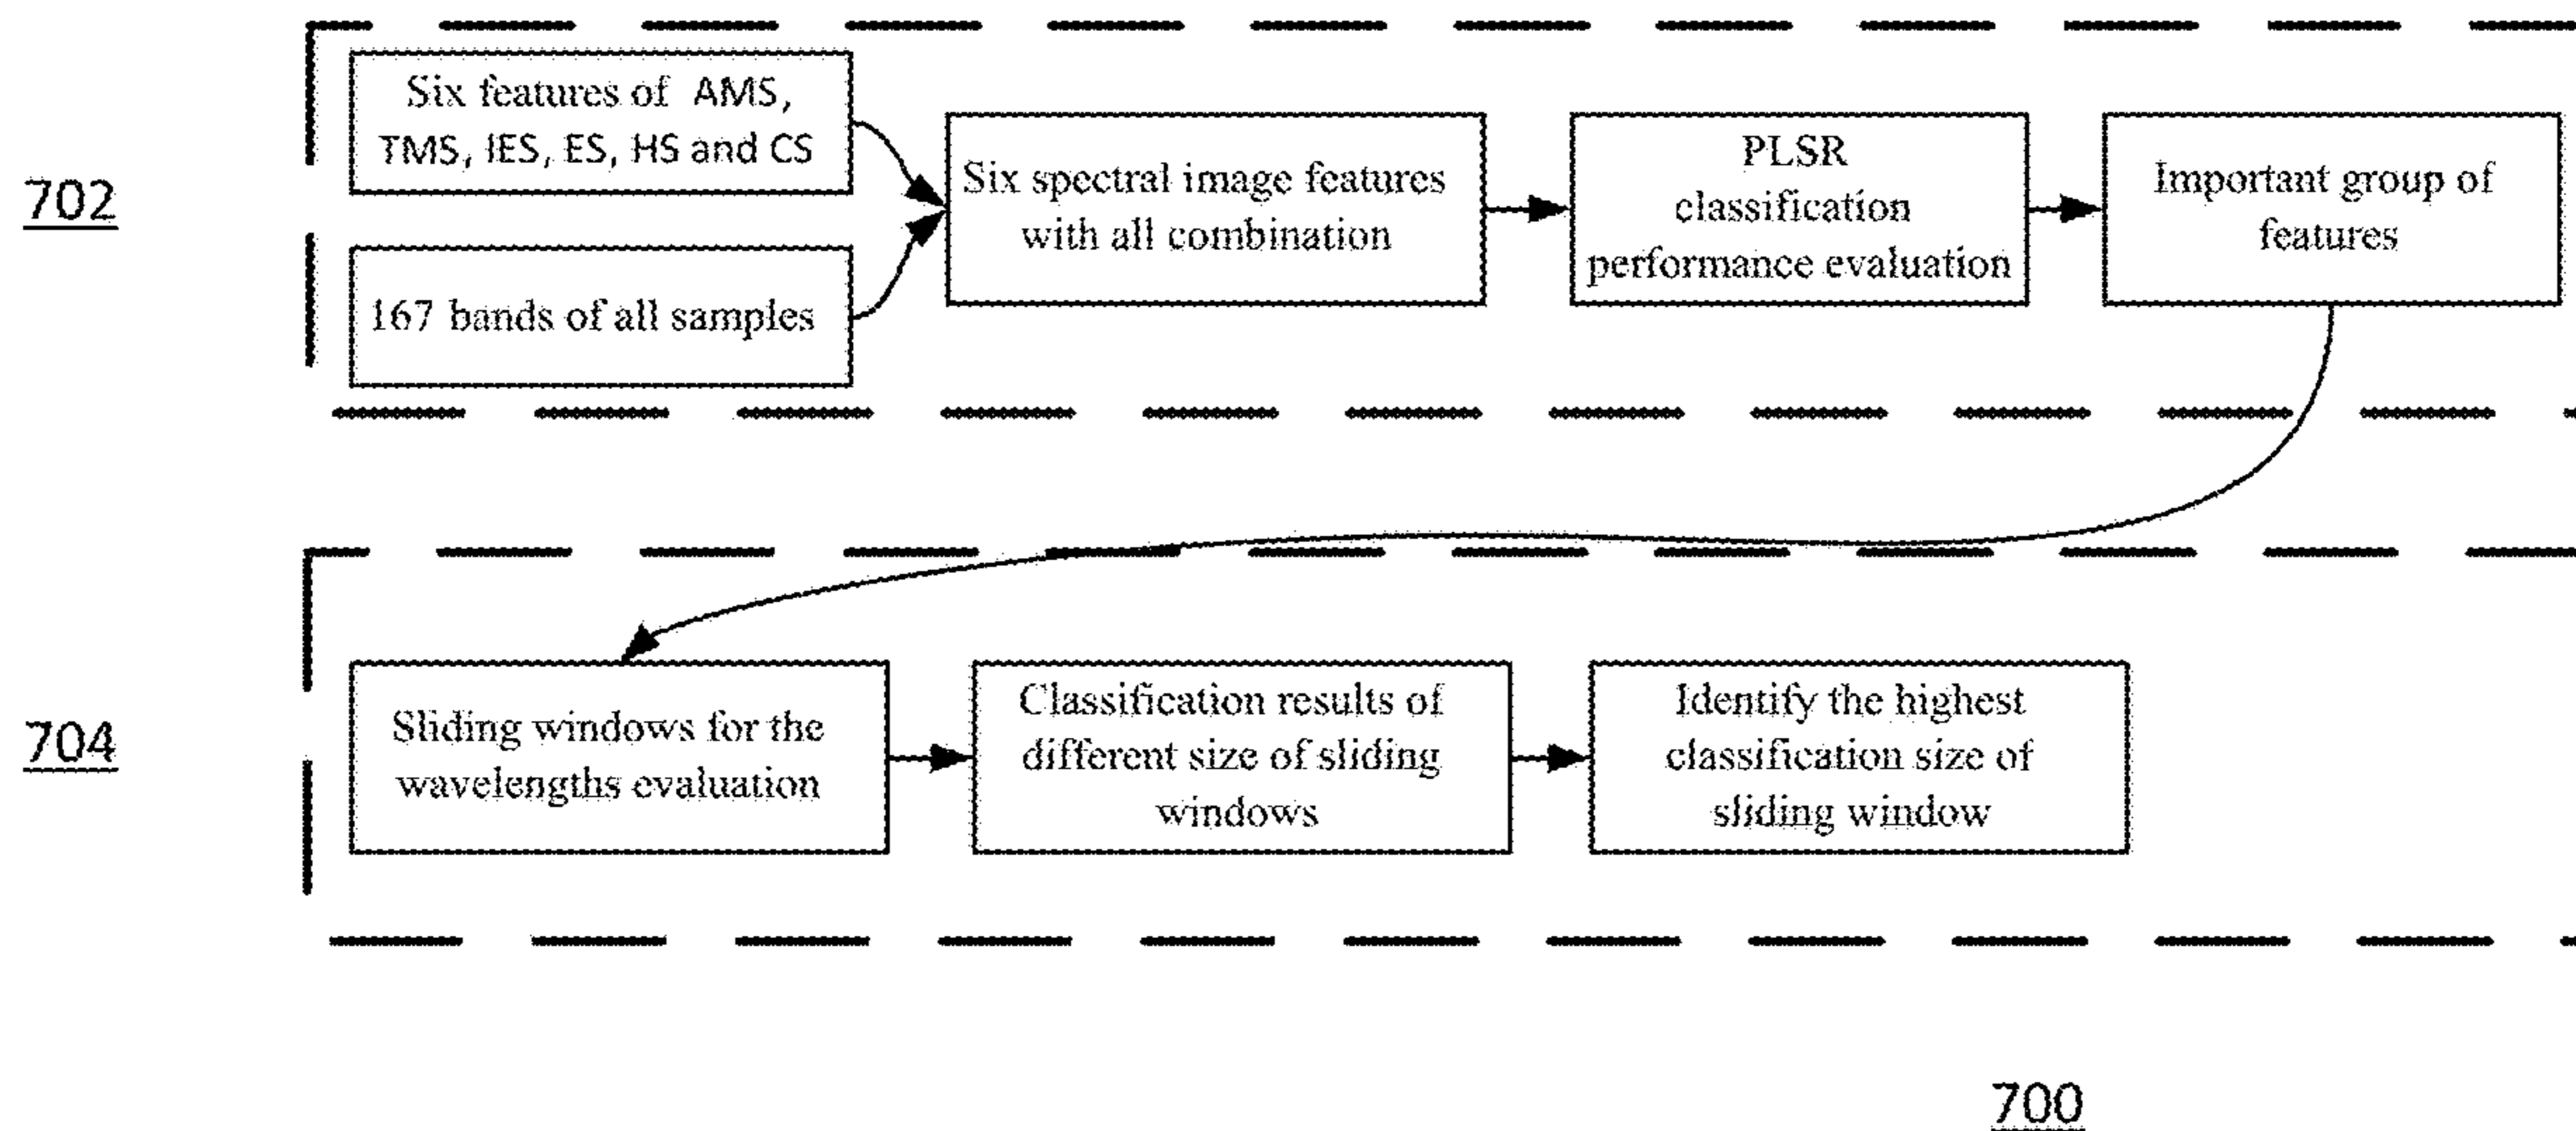 702
Six features of AMS,
TMS, IES, ES, HS and CS
167 bands of all samples
Six spectral image features
with all combination
PLSR
classification
performance evaluation
Important group of
features
704
Sliding windows for the
wavelengths evaluation
Classification results of
different size of sliding
windows
Identify the highest
classification size of
sliding window
700